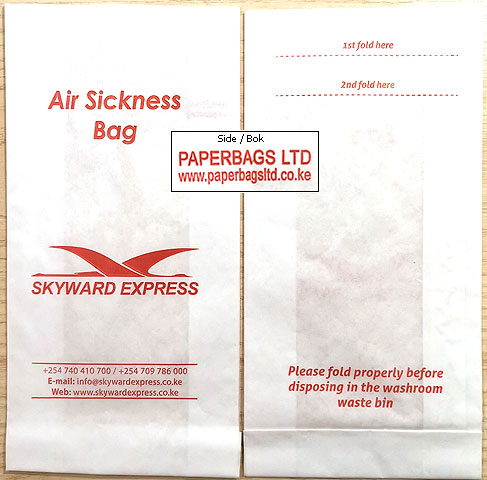 Air Sickness
Bag
SKYWARD EXPRESS
+254 740 410 700 / +254 709 786 000
E-mail: info@skywardexpress.co.ke
Web: www.skywardexpress.co.ke
Side / Bok
PAPERBAGS LTD
www.paperbagsltd.co.ke
1st fold here
2nd fold here
Please fold properly before
disposing in the washroom
waste bin